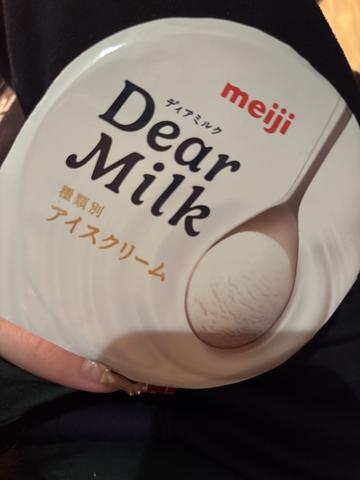 meiji
ディアミルク
Dear
Milk
種類別
アイスクリーム